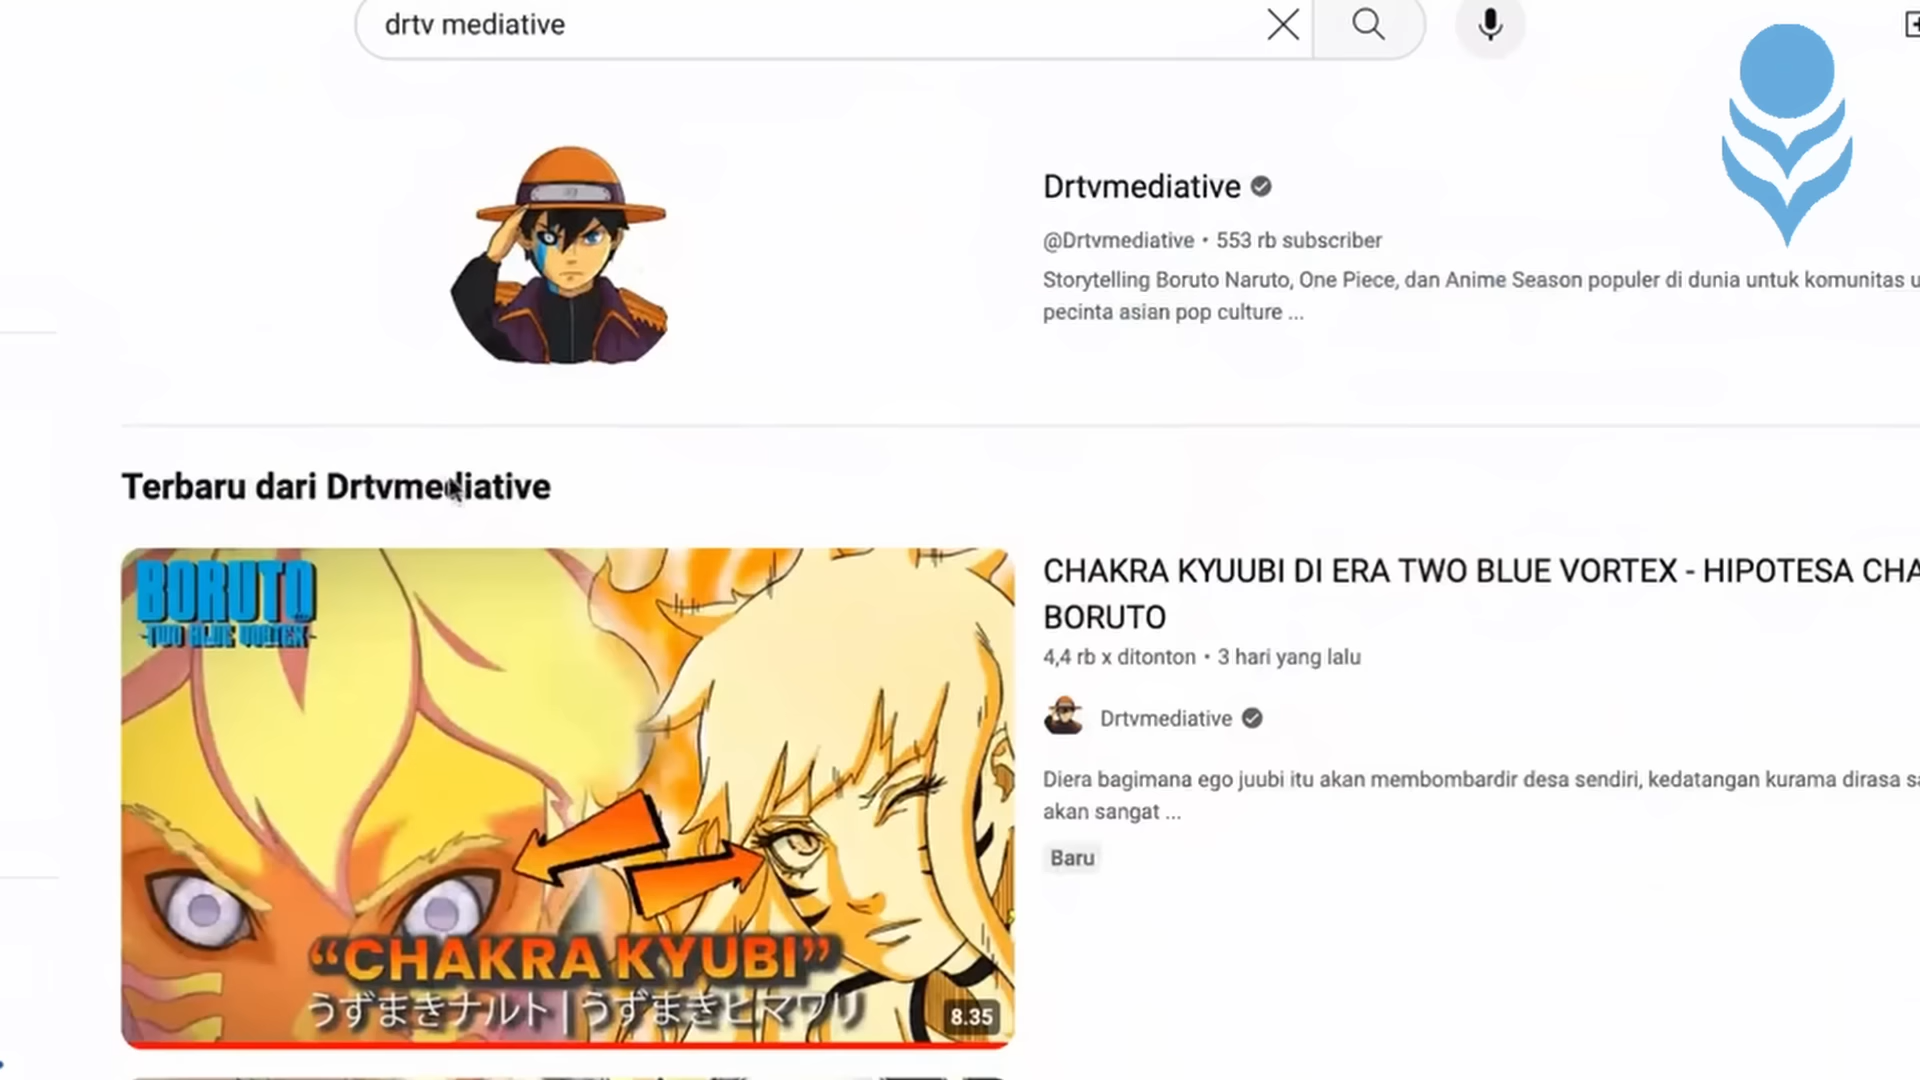 drtv mediative
Drtvmediative
@Drtvmediative • 553 rb subscriber
Storytelling Boruto Naruto, One Piece, dan Anime Season populer di dunia untuk komunitas
pecinta asian pop culture ...
Terbaru dari Drtvmediative
BORUTO
-TWO BLUE VORTEX-
“CHAKRA KYUBI”
うずまきナルト|うずまきヒマワリ
8.35
CHAKRA KYUUBI DI ERA TWO BLUE VORTEX - HIPOTESA CHA
BORUTO
4,4 rb x ditonton • 3 hari yang lalu
Drtvmediative
Diera bagimana ego juubi itu akan membombardir desa sendiri, kedatangan kurama dirasa sa
akan sangat ...
Baru